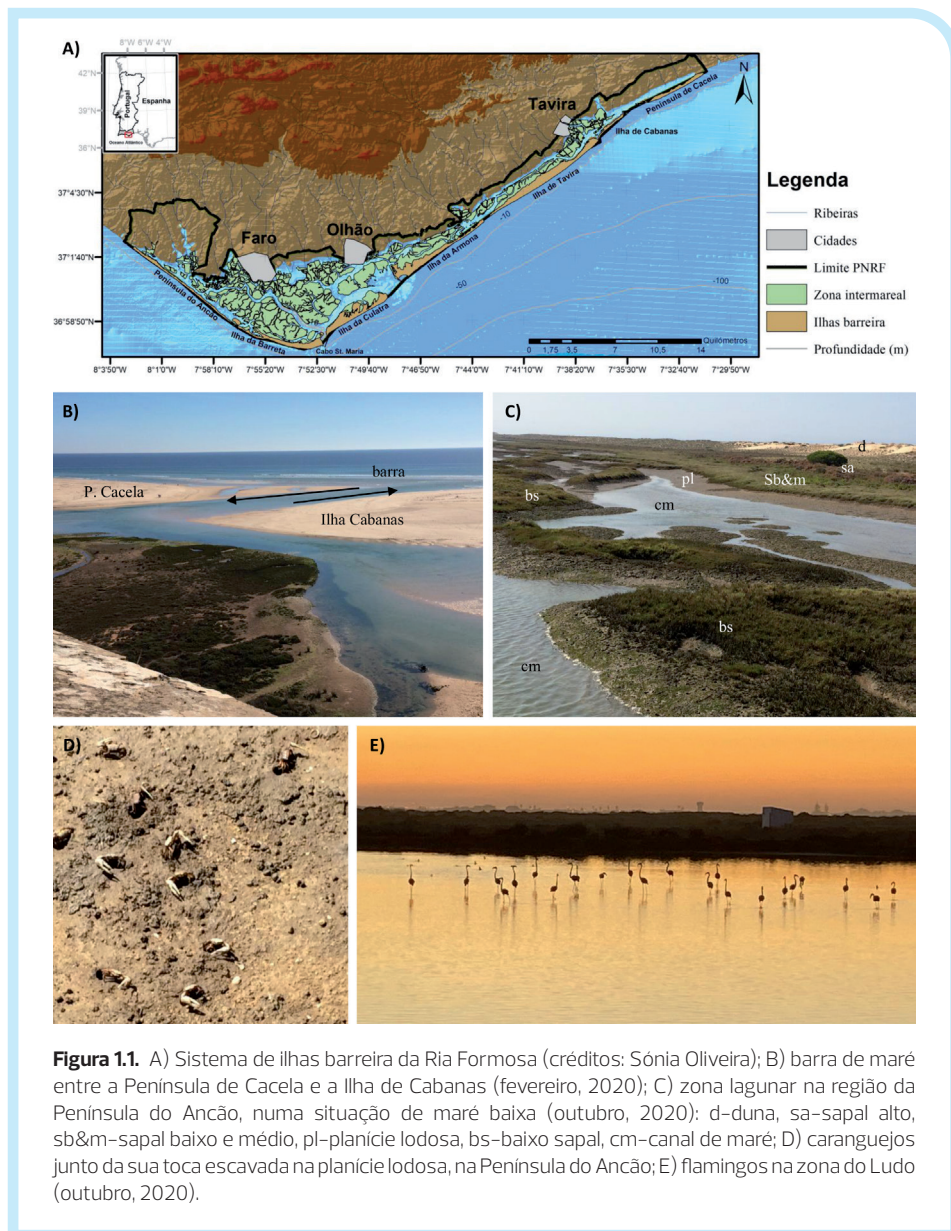 A)
8°W 6°W 4°W
42°N
39°N
36°N
Portugal
Espanha
Oceano Atlântico
N
Tavira
Península de Cacela
Ilha de Cabanas
Ilha de Tavira
Olhão
Faro
Ilha da Armona
Península do Ancão
Ilha da Culatra
Ilha da Barreta
Cabo St. Maria
-10
-50
-100
37°4'30"N
37°1'40"N
36°58'50"N
Quilómetros
0 1,75 3,5 7 10,5 14
8°3'50"W 8°1'0"W 7°58'10"W 7°55'20"W 7°52'30"W 7°49'40"W 7°46'50"W 7°44'0"W 7°41'10"W 7°38'20"W 7°35'30"W 7°32'40"W 7°29'50"W
Legenda
Ribeiras
Cidades
Limite PNRF
Zona intermareal
Ilhas barreira
Profundidade (m)
B)
barra
P. Cacela
Ilha Cabanas
C)
d
sa
pl
Sb&m
bs
cm
bs
cm
D)
E)
Figura 1.1. A) Sistema de ilhas barreira da Ria Formosa (créditos: Sónia Oliveira); B) barra de maré
entre a Península de Cacela e a Ilha de Cabanas (fevereiro, 2020); C) zona lagunar na região da
Península do Ancão, numa situação de maré baixa (outubro, 2020): d-duna, sa-sapal alto,
sb&m-sapal baixo e médio, pl-planície lodosa, bs-baixo sapal, cm-canal de maré; D) caranguejos
junto da sua toca escavada na planície lodosa, na Península do Ancão; E) flamingos na zona do Ludo
(outubro, 2020).